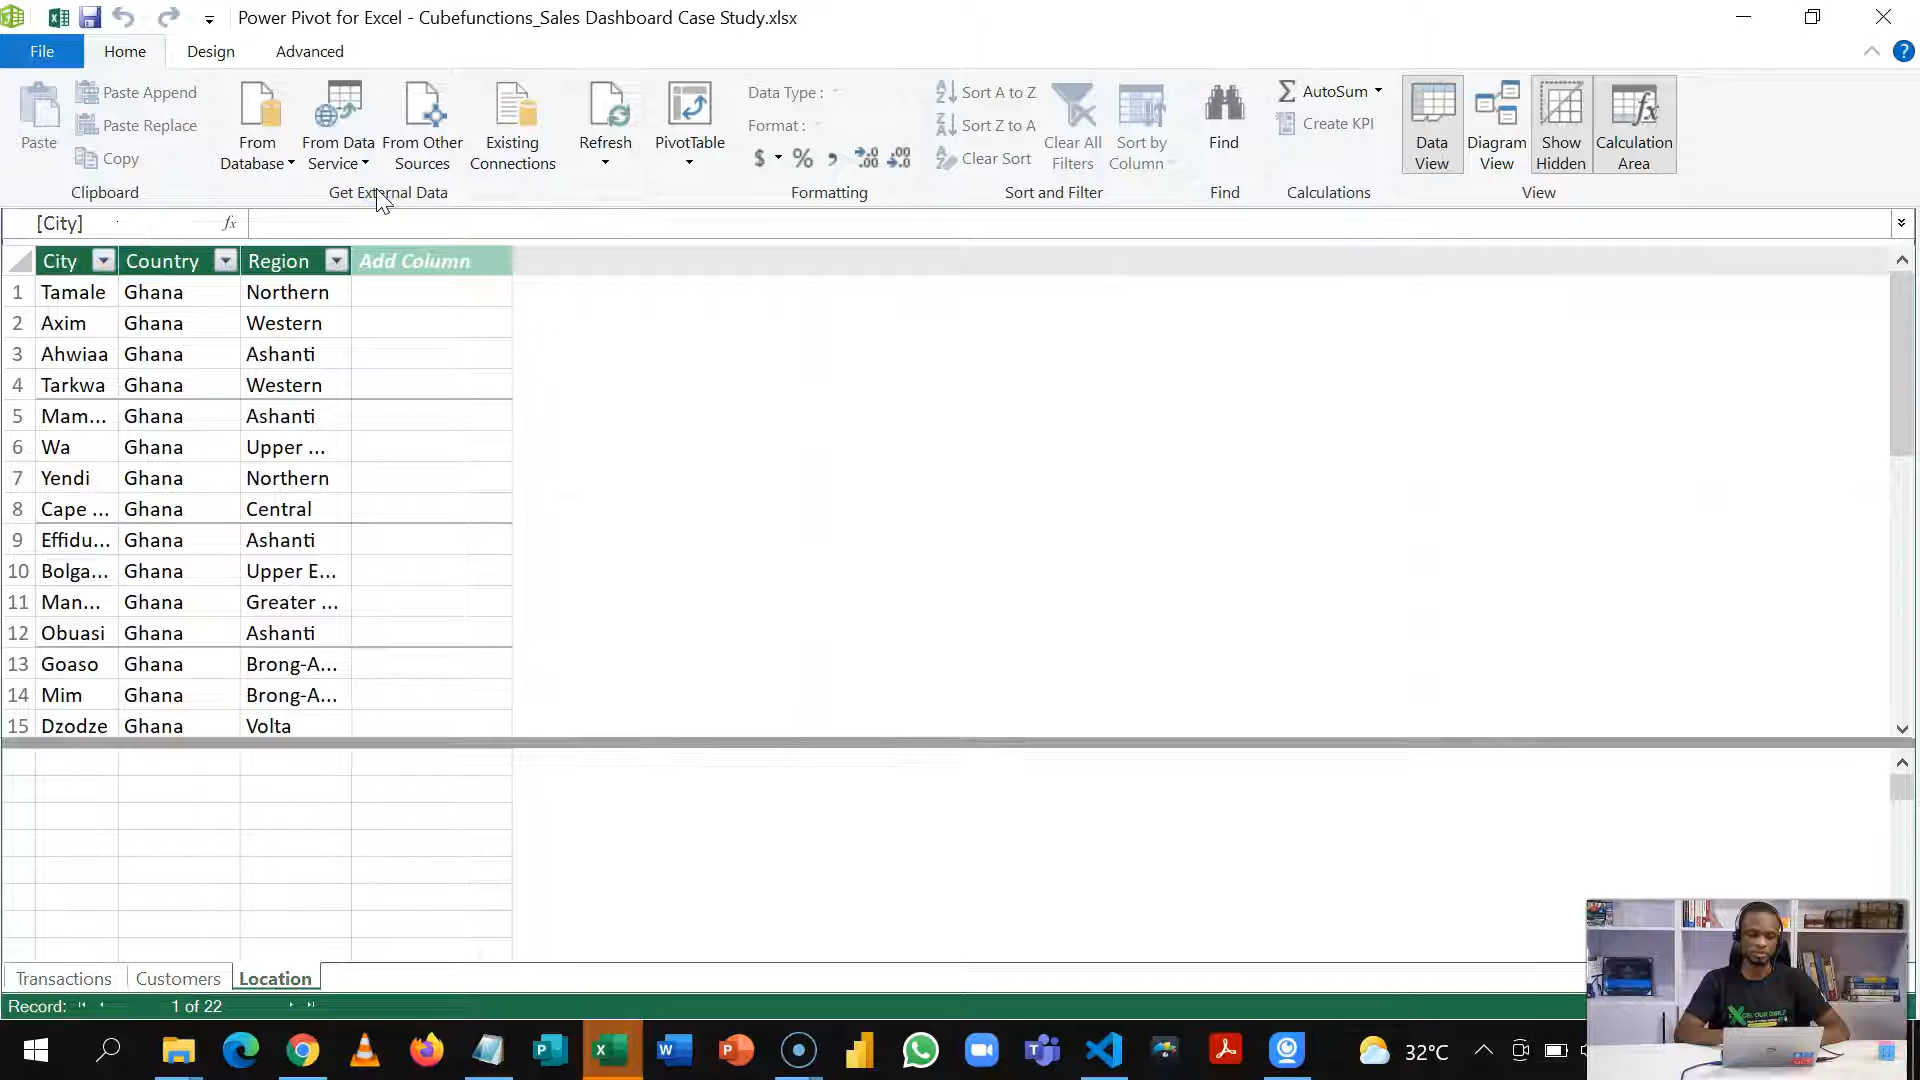 Power Pivot for Excel - Cubefunctions_Sales Dashboard Case Study.xlsx
File Home Design Advanced
Paste
Paste Append
Paste Replace
Copy
Clipboard
From Database
From Data Service
From Other Sources
Existing Connections
Get External Data
Refresh
PivotTable
Data Type :
Format :
$ % , .00 .00
Formatting
Sort A to Z
Sort Z to A
Clear Sort
Clear All Filters
Sort by Column
Sort and Filter
Find
Find
AutoSum
Create KPI
Calculations
Data View
Diagram View
Show Hidden
Calculation Area
View
[City] fx
City Country Region Add Column
1 Tamale Ghana Northern
2 Axim Ghana Western
3 Ahwiaa Ghana Ashanti
4 Tarkwa Ghana Western
5 Mam... Ghana Ashanti
6 Wa Ghana Upper ...
7 Yendi Ghana Northern
8 Cape ... Ghana Central
9 Effidu... Ghana Ashanti
10 Bolga... Ghana Upper E...
11 Man... Ghana Greater ...
12 Obuasi Ghana Ashanti
13 Goaso Ghana Brong-A...
14 Mim Ghana Brong-A...
15 Dzodze Ghana Volta
Transactions Customers Location
Record: 1 of 22
32°C